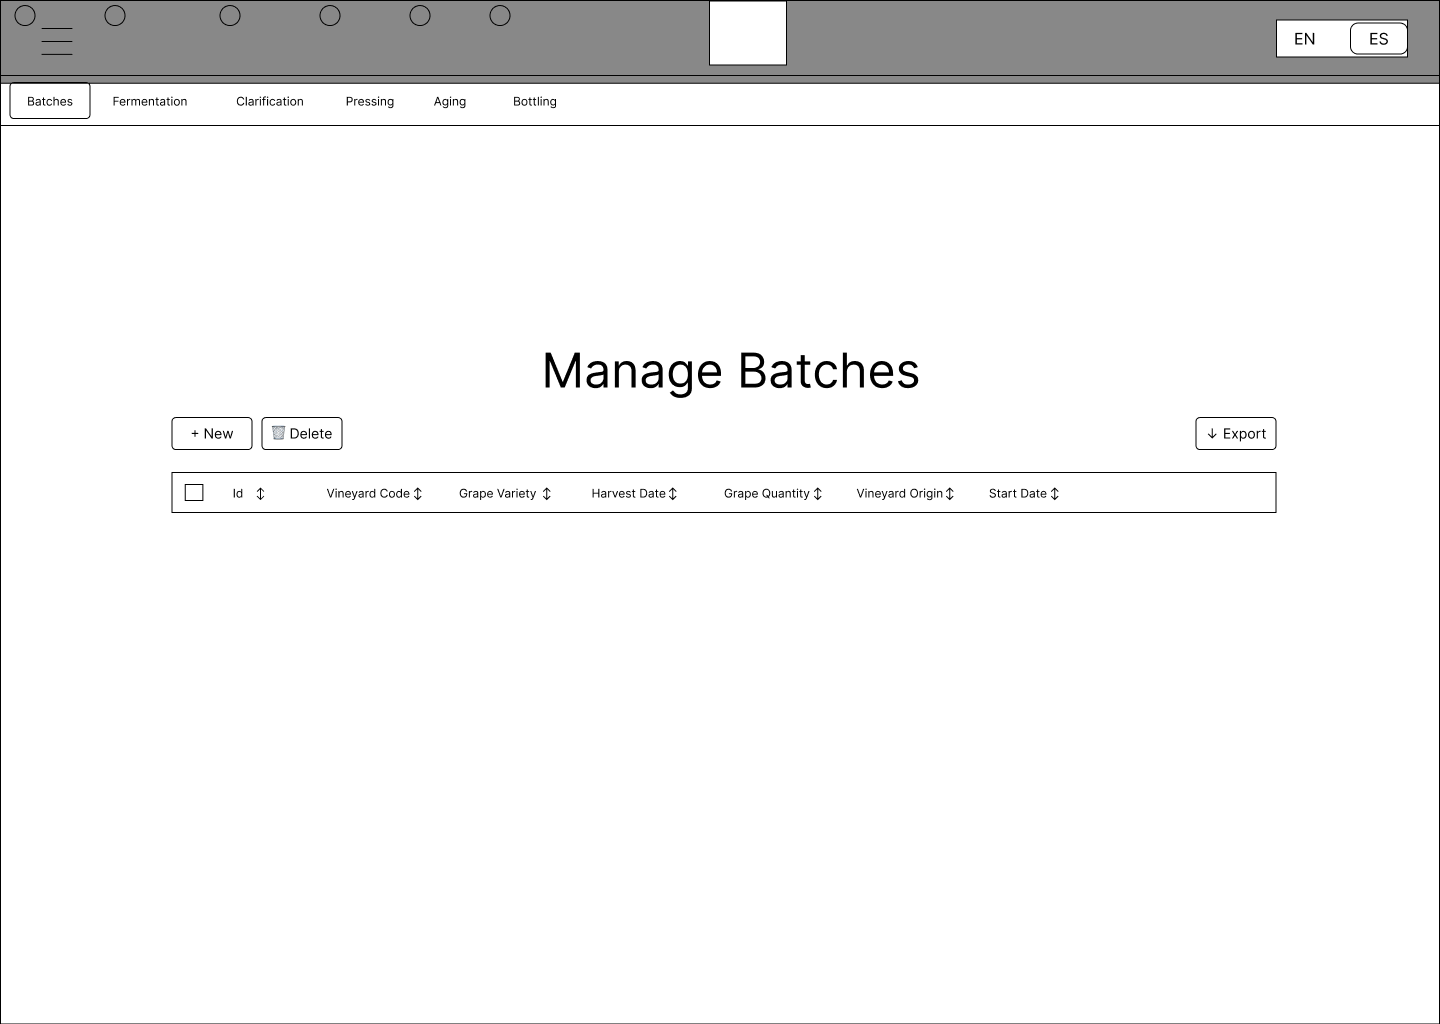 EN ES
Batches Fermentation Clarification Pressing Aging Bottling
Manage Batches
+ New 🗑️ Delete ↓ Export
Id ↕ Vineyard Code ↕ Grape Variety ↕ Harvest Date ↕ Grape Quantity ↕ Vineyard Origin ↕ Start Date ↕